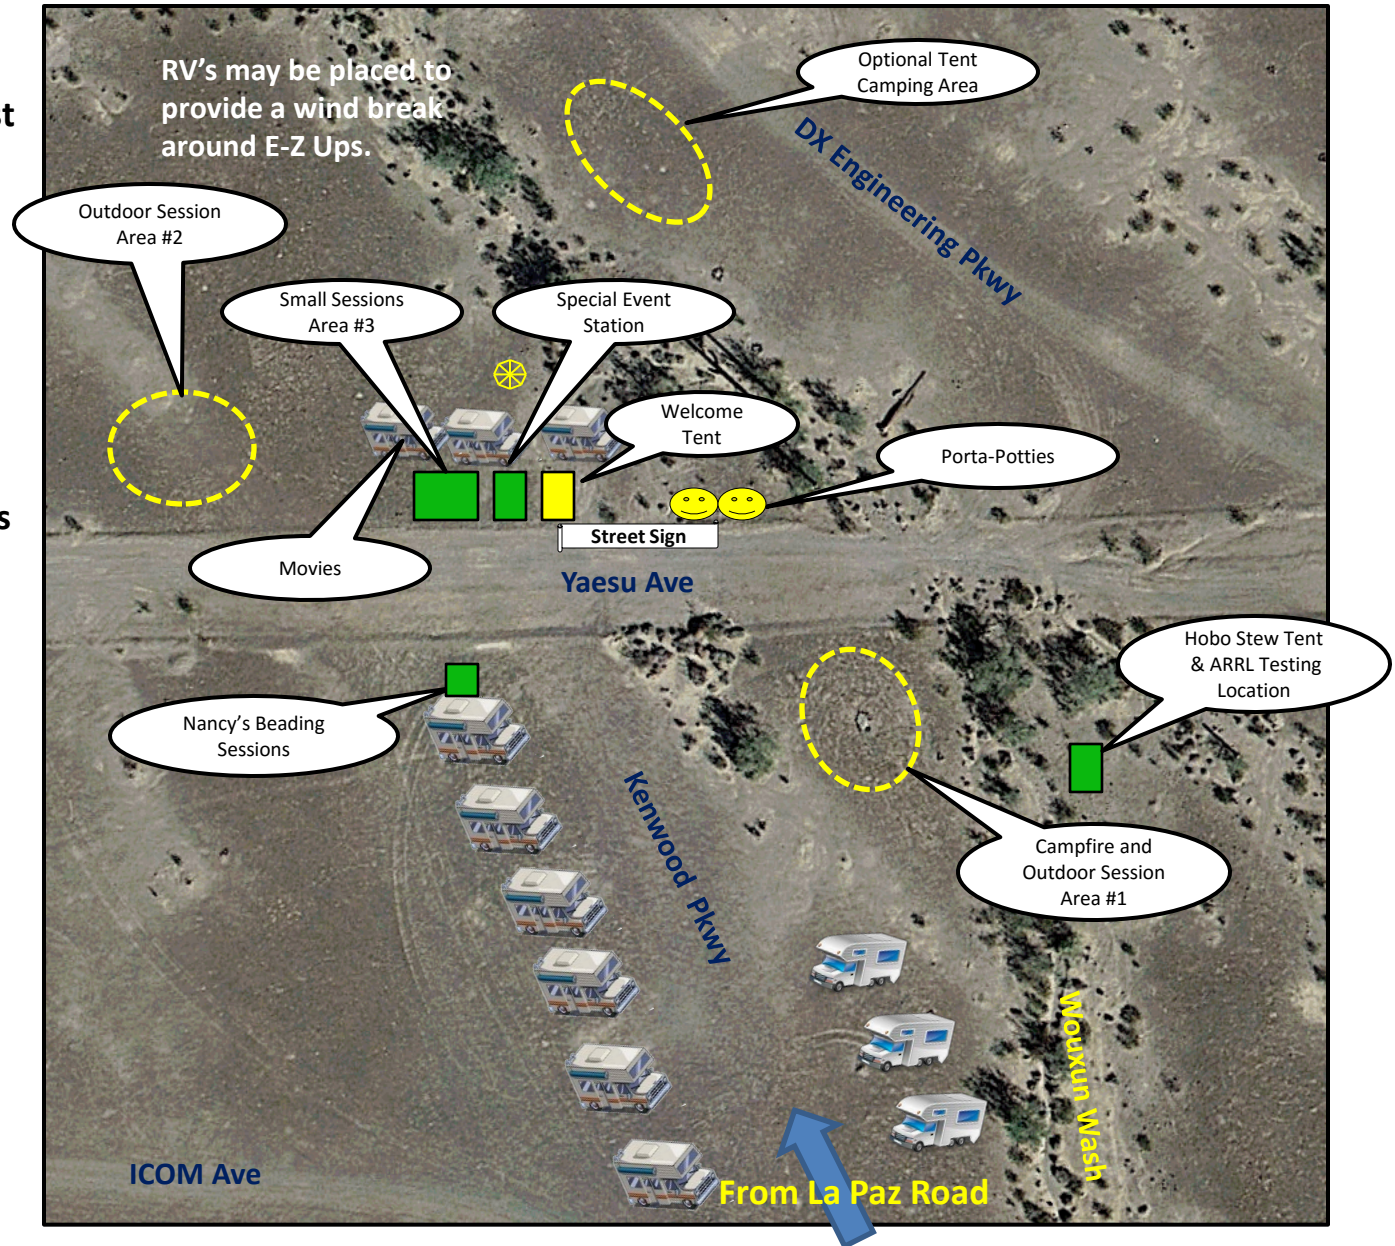 RV's may be placed to
provide a wind break
around E-Z Ups.
Optional Tent
Camping Area
st
DX Engineering Pkwy
Outdoor Session
Area #2
Small Sessions
Area #3
Special Event
Station
Welcome
Tent
Porta-Potties
s
Street Sign
Movies
Yaesu Ave
Hobo Stew Tent
& ARRL Testing
Location
Nancy's Beading
Sessions
Kenwood Pkwy
Campfire and
Outdoor Session
Area #1
Wouxun Wash
ICOM Ave
From La Paz Road